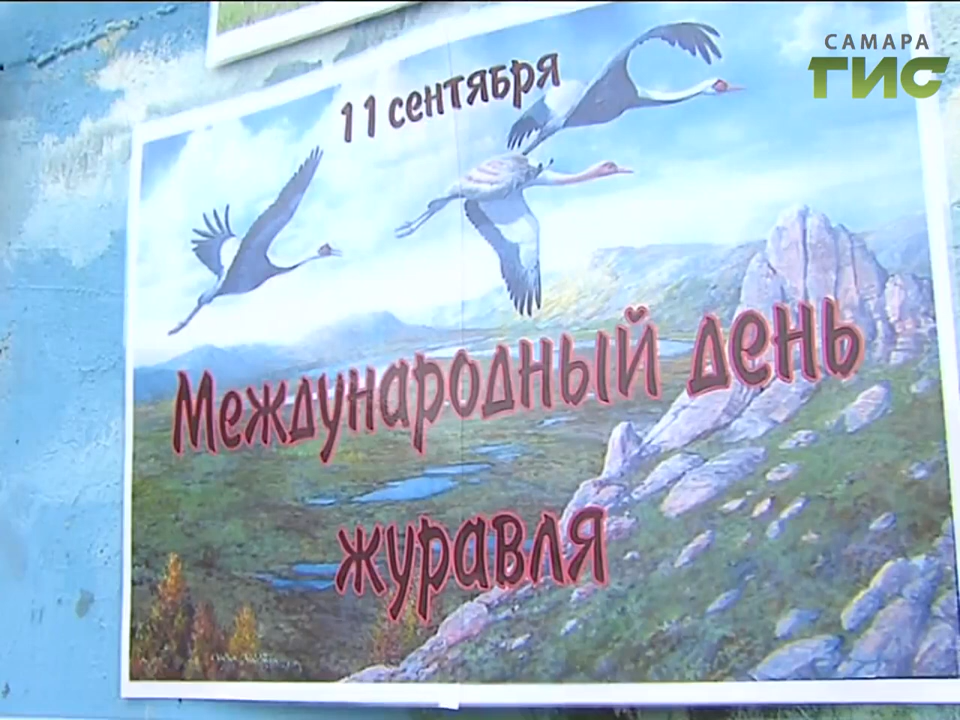 САМАРА
ГИС
11 сентября
Международный день
журавля